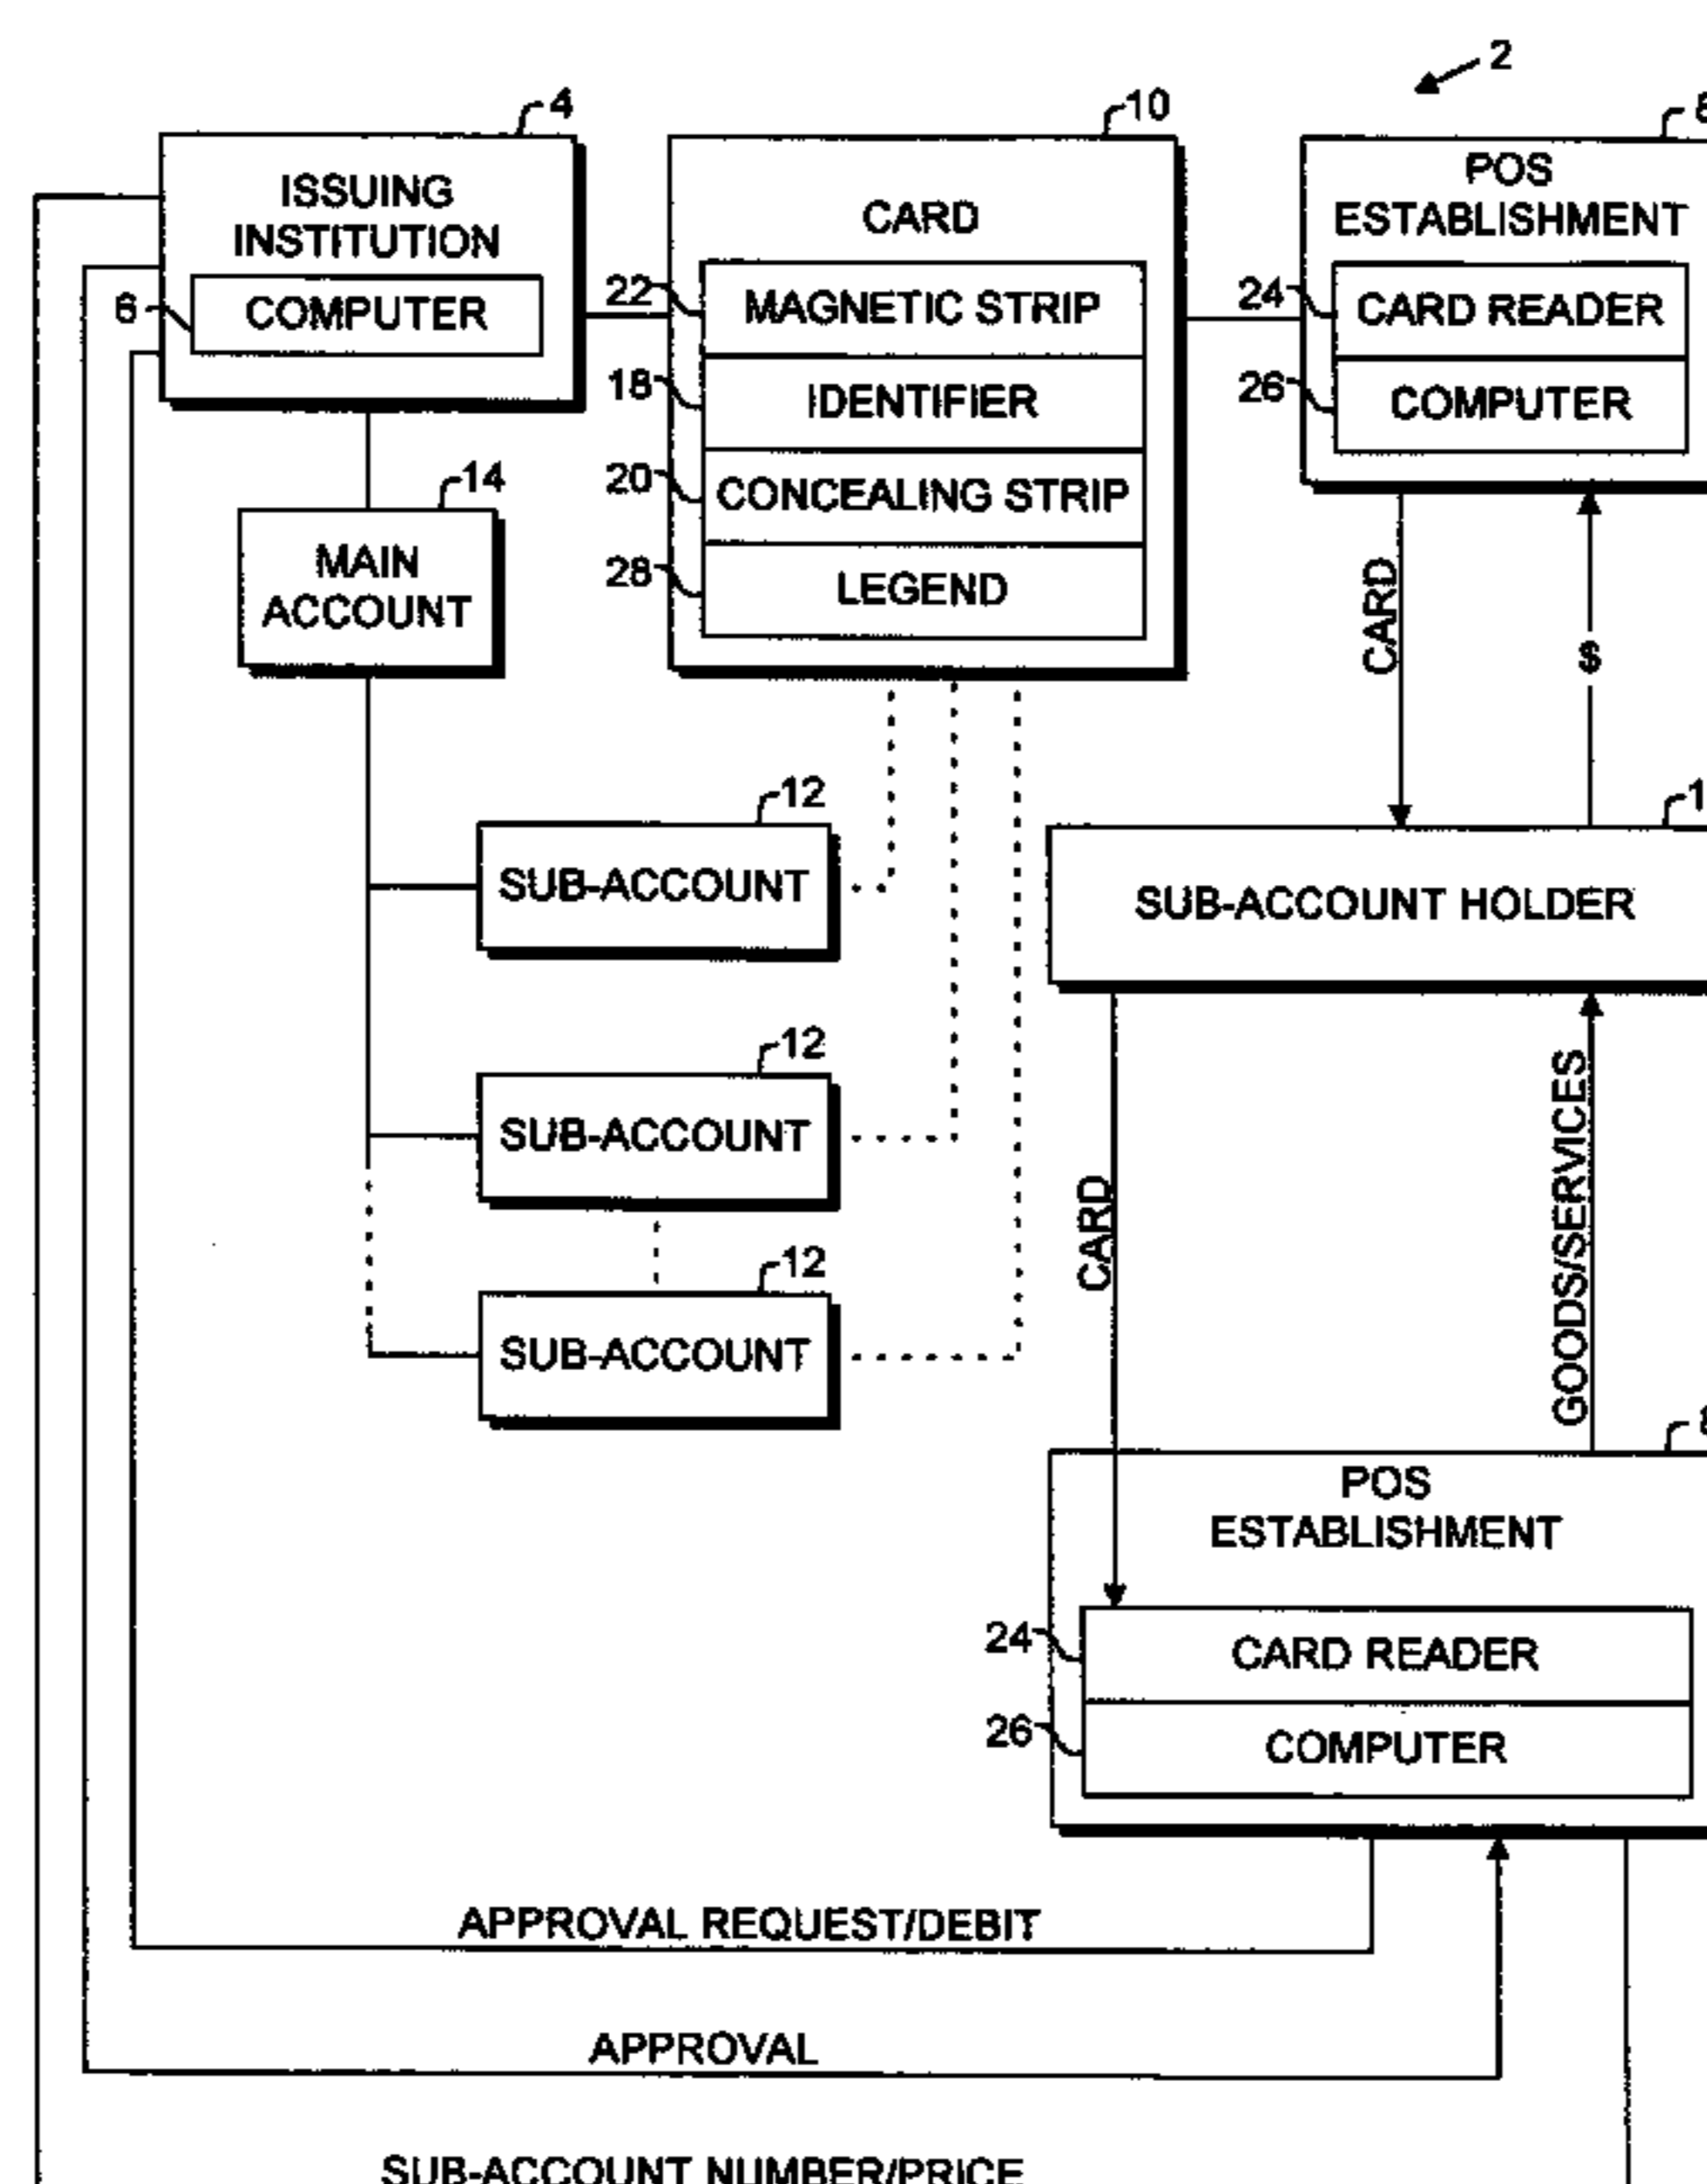 2
4
10
ISSUING
INSTITUTION
6
COMPUTER
CARD
22
MAGNETIC STRIP
18
IDENTIFIER
20
CONCEALING STRIP
28
LEGEND
POS
ESTABLISHMENT
24
CARD READER
26
COMPUTER
14
MAIN
ACCOUNT
CARD
$
12
SUB-ACCOUNT
SUB-ACCOUNT HOLDER
12
SUB-ACCOUNT
12
SUB-ACCOUNT
CARD
GOODS/SERVICES
POS
ESTABLISHMENT
24
CARD READER
26
COMPUTER
APPROVAL REQUEST/DEBIT
APPROVAL
SUB-ACCOUNT NUMBER/PRICE